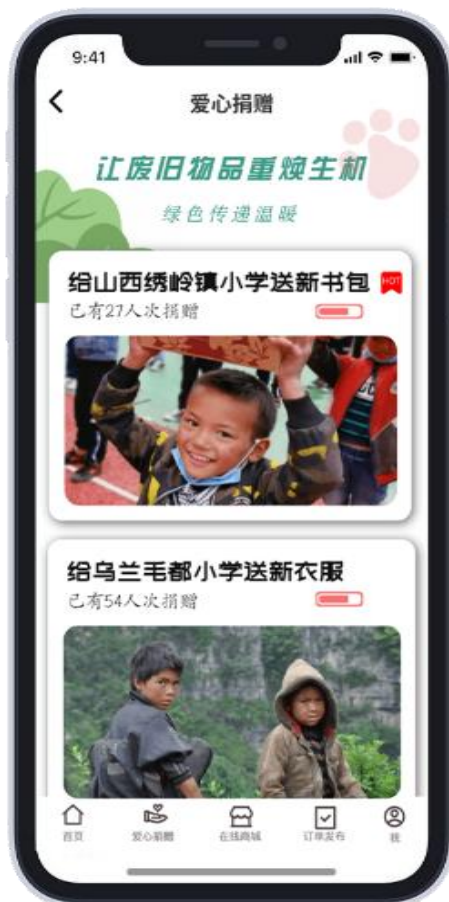 9:41
爱心捐赠
让废旧物品重焕生机
绿色传递温暖
给山西绣岭镇小学送新书包 HOT
已有27人次捐赠
给乌兰毛都小学送新衣服
已有54人次捐赠
首页 爱心捐赠 在线商城 订单发布 我